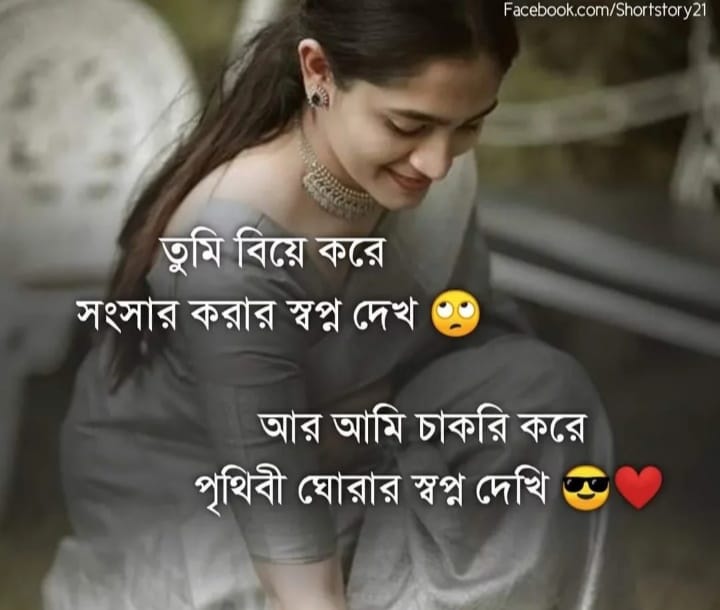 Facebook.com/Shortstory21
তুমি বিয়ে করে
সংসার করার স্বপ্ন দেখ 🙄
আর আমি চাকরি করে
পৃথিবী ঘোরার স্বপ্ন দেখি 😎❤️